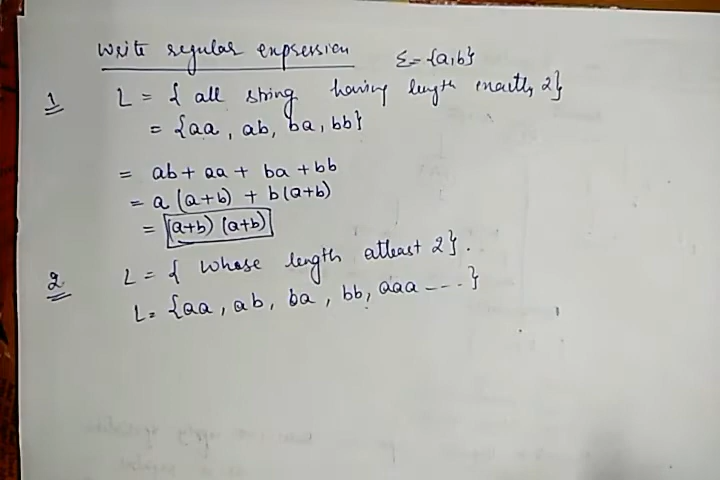 Write regular expression Σ = {a,b}
1 L = { all string having length exactly 2}
= {aa, ab, ba, bb}
= ab + aa + ba + bb
= a (a+b) + b(a+b)
= (a+b) (a+b)
2 L = { whose length atleast 2}.
L = {aa, ab, ba, bb, aaa ---- }